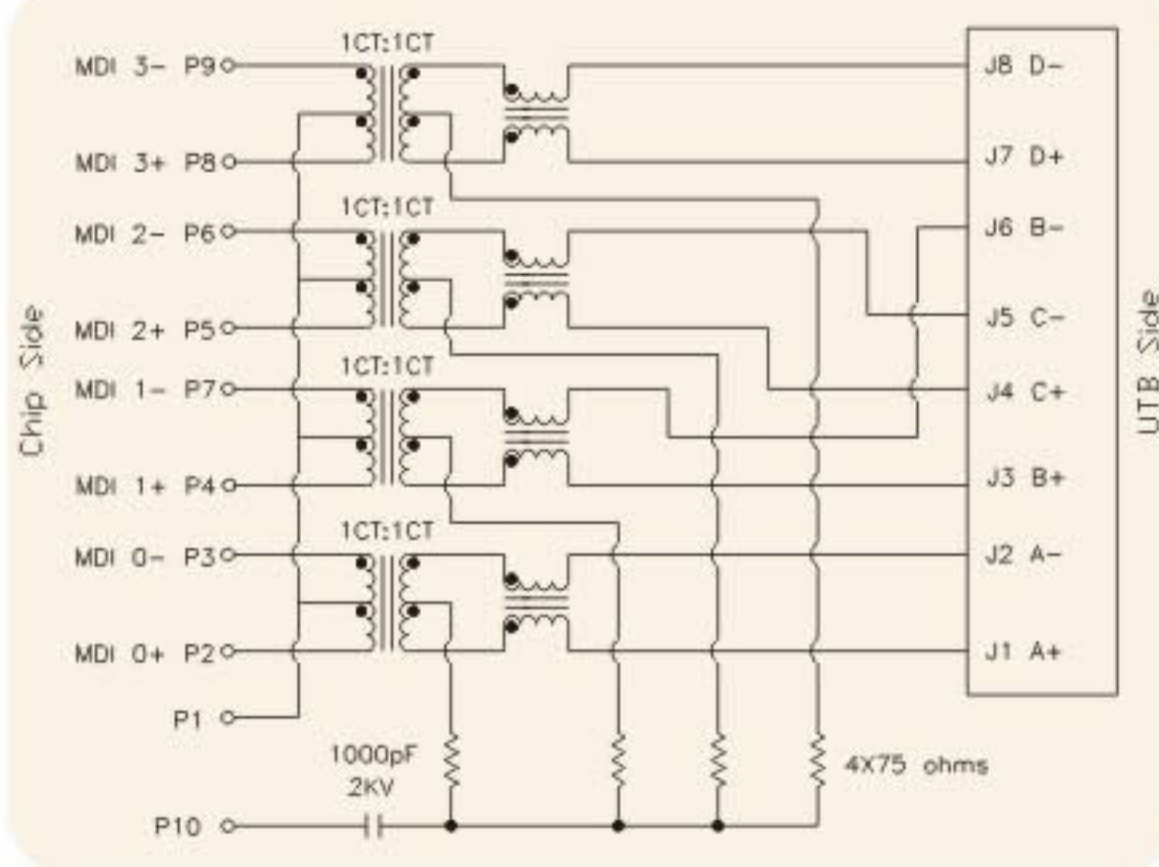 1CT:1CT
MDI 3- P9
J8 D-
MDI 3+ P8
J7 D+
1CT:1CT
MDI 2- P6
J6 B-
MDI 2+ P5
J5 C-
1CT:1CT
MDI 1- P7
J4 C+
MDI 1+ P4
J3 B+
1CT:1CT
MDI 0- P3
J2 A-
MDI 0+ P2
J1 A+
Chip Side
UTB Side
P1
1000pF
2KV
4X75 ohms
P10